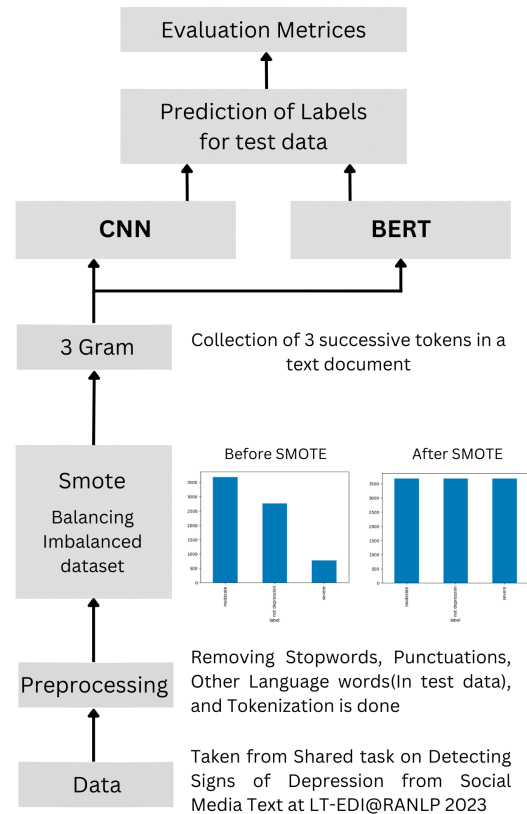 Evaluation Metrices
Prediction of Labels
for test data
CNN
BERT
3 Gram
Collection of 3 successive tokens in a
text document
Smote
Balancing
Imbalanced
dataset
Before SMOTE
3500
3000
2500
2000
1500
1000
500
0
moderate
not depression
severe
label
After SMOTE
3500
3000
2500
2000
1500
1000
500
0
moderate
not depression
severe
label
Preprocessing
Removing Stopwords, Punctuations,
Other Language words(In test data),
and Tokenization is done
Data
Taken from Shared task on Detecting
Signs of Depression from Social
Media Text at LT-EDI@RANLP 2023